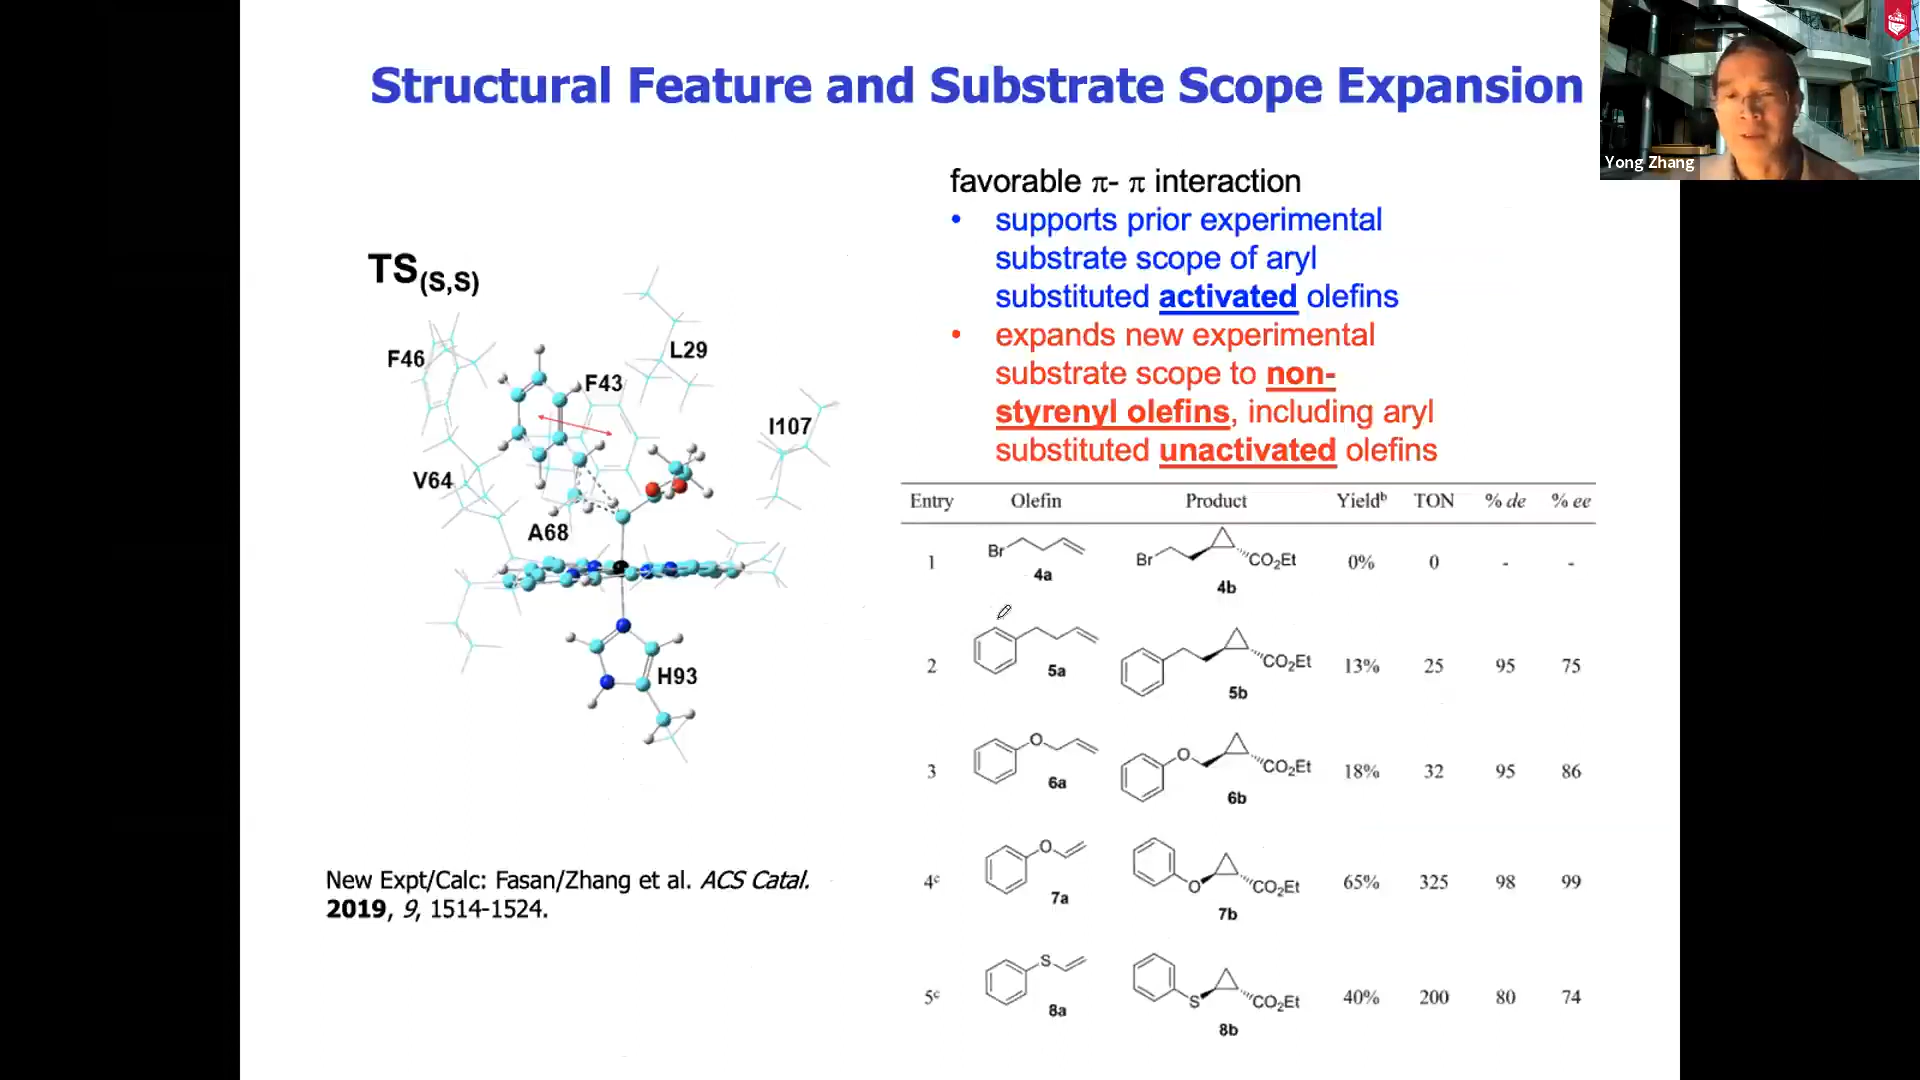 Structural Feature and Substrate Scope Expansion
Yong Zhang
favorable π- π interaction
• supports prior experimental
substrate scope of aryl
substituted activated olefins
• expands new experimental
substrate scope to non-
styrenyl olefins, including aryl
substituted unactivated olefins
TS(S,S)
F46
L29
F43
I107
V64
A68
H93
Entry Olefin Product Yieldb TON % de % ee
Br Br CO2Et
1 4a 4b 0% 0 - -
CO2Et
2 5a 5b 13% 25 95 75
O O CO2Et
3 6a 6b 18% 32 95 86
O O CO2Et
4c 7a 7b 65% 325 98 99
S S CO2Et
5c 8a 8b 40% 200 80 74
New Expt/Calc: Fasan/Zhang et al. ACS Catal.
2019, 9, 1514-1524.